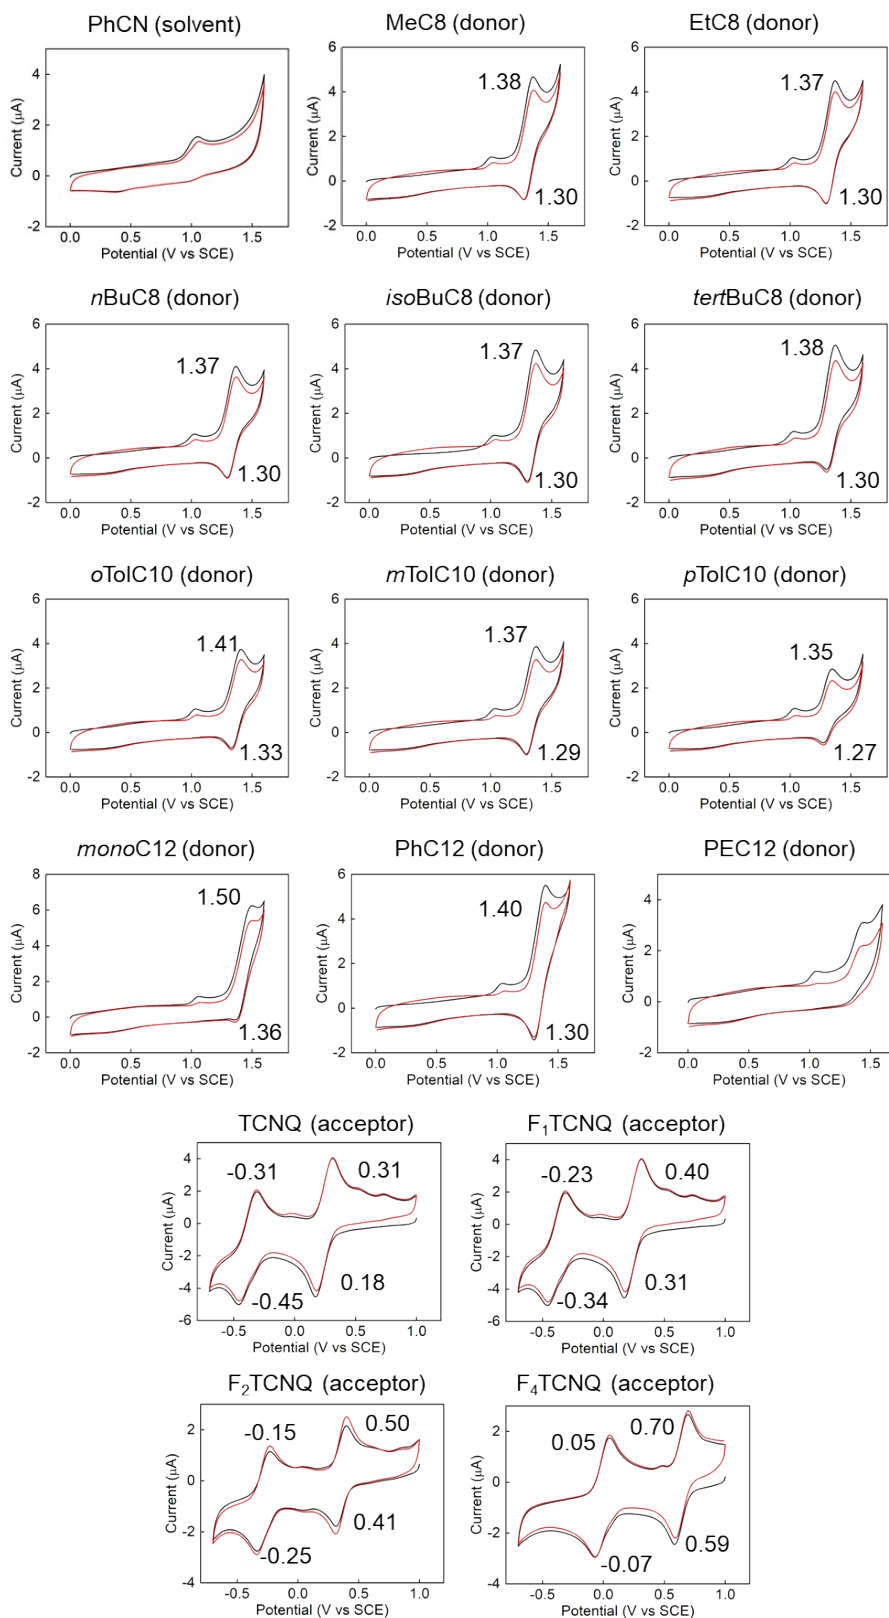 PhCN (solvent) MeC8 (donor) EtC8 (donor)
4
2
0
-2
Current (μA)
0.0 0.5 1.0 1.5
Potential (V vs SCE)
6
4
2
0
-2
Current (μA)
1.38
1.30
0.0 0.5 1.0 1.5
Potential (V vs SCE)
6
4
2
0
-2
Current (μA)
1.37
1.30
0.0 0.5 1.0 1.5
Potential (V vs SCE)
nBuC8 (donor) isoBuC8 (donor) tertBuC8 (donor)
6
4
2
0
-2
Current (μA)
1.37
1.30
0.0 0.5 1.0 1.5
Potential (V vs SCE)
6
4
2
0
-2
Current (μA)
1.37
1.30
0.0 0.5 1.0 1.5
Potential (V vs SCE)
6
4
2
0
-2
Current (μA)
1.38
1.30
0.0 0.5 1.0 1.5
Potential (V vs SCE)
oTolC10 (donor) mTolC10 (donor) pTolC10 (donor)
6
4
2
0
-2
Current (μA)
1.41
1.33
0.0 0.5 1.0 1.5
Potential (V vs SCE)
6
4
2
0
-2
Current (μA)
1.37
1.29
0.0 0.5 1.0 1.5
Potential (V vs SCE)
6
4
2
0
-2
Current (μA)
1.35
1.27
0.0 0.5 1.0 1.5
Potential (V vs SCE)
monoC12 (donor) PhC12 (donor) PEC12 (donor)
8
6
4
2
0
-2
Current (μA)
1.50
1.36
0.0 0.5 1.0 1.5
Potential (V vs SCE)
6
4
2
0
-2
Current (μA)
1.40
1.30
0.0 0.5 1.0 1.5
Potential (V vs SCE)
4
2
0
-2
Current (μA)
0.0 0.5 1.0 1.5
Potential (V vs SCE)
TCNQ (acceptor) F₁TCNQ (acceptor)
4
2
0
-2
-4
-6
Current (μA)
-0.31 0.31
0.18
-0.45
-0.5 0.0 0.5 1.0
Potential (V vs SCE)
4
2
0
-2
-4
-6
Current (μA)
-0.23 0.40
0.31
-0.34
-0.5 0.0 0.5 1.0
Potential (V vs SCE)
F₂TCNQ (acceptor) F₄TCNQ (acceptor)
2
0
-2
-4
Current (μA)
-0.15 0.50
0.41
-0.25
-0.5 0.0 0.5 1.0
Potential (V vs SCE)
2
0
-2
-4
Current (μA)
0.05 0.70
0.59
-0.07
-0.5 0.0 0.5 1.0
Potential (V vs SCE)